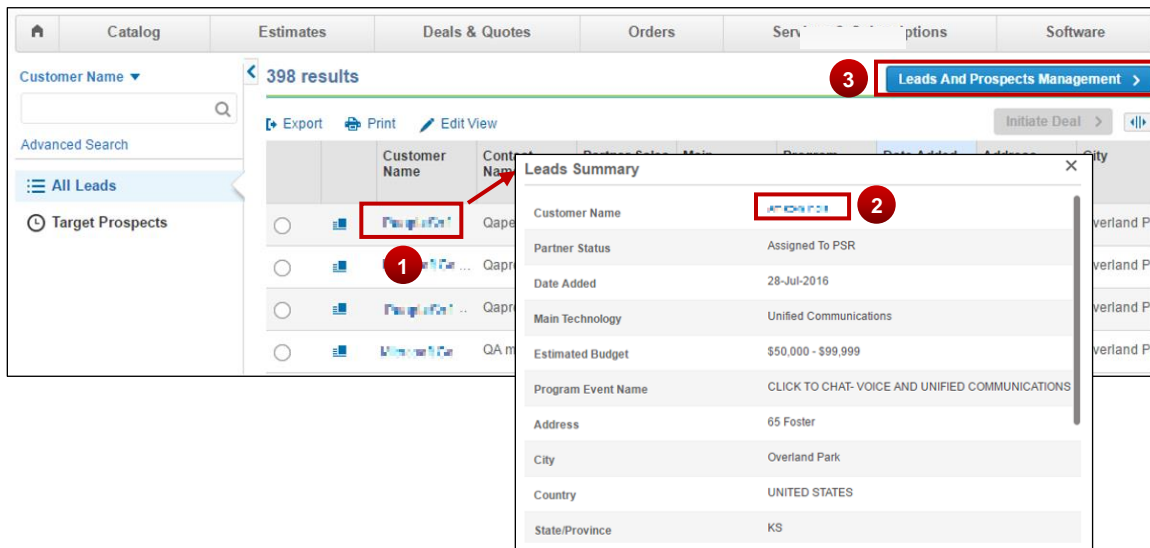 Catalog Estimates Deals & Quotes Orders Software
Customer Name
398 results
3
Leads And Prospects Management >
Export Print Edit View
Initiate Deal >
Advanced Search
Customer Name
All Leads
Target Prospects
1
Leads Summary
Customer Name
2
Partner Status Assigned To PSR
Date Added 28-Jul-2016
Main Technology Unified Communications
Estimated Budget $50,000 - $99,999
Program Event Name CLICK TO CHAT- VOICE AND UNIFIED COMMUNICATIONS
Address 65 Foster
City Overland Park
Country UNITED STATES
State/Province KS
City
QA m